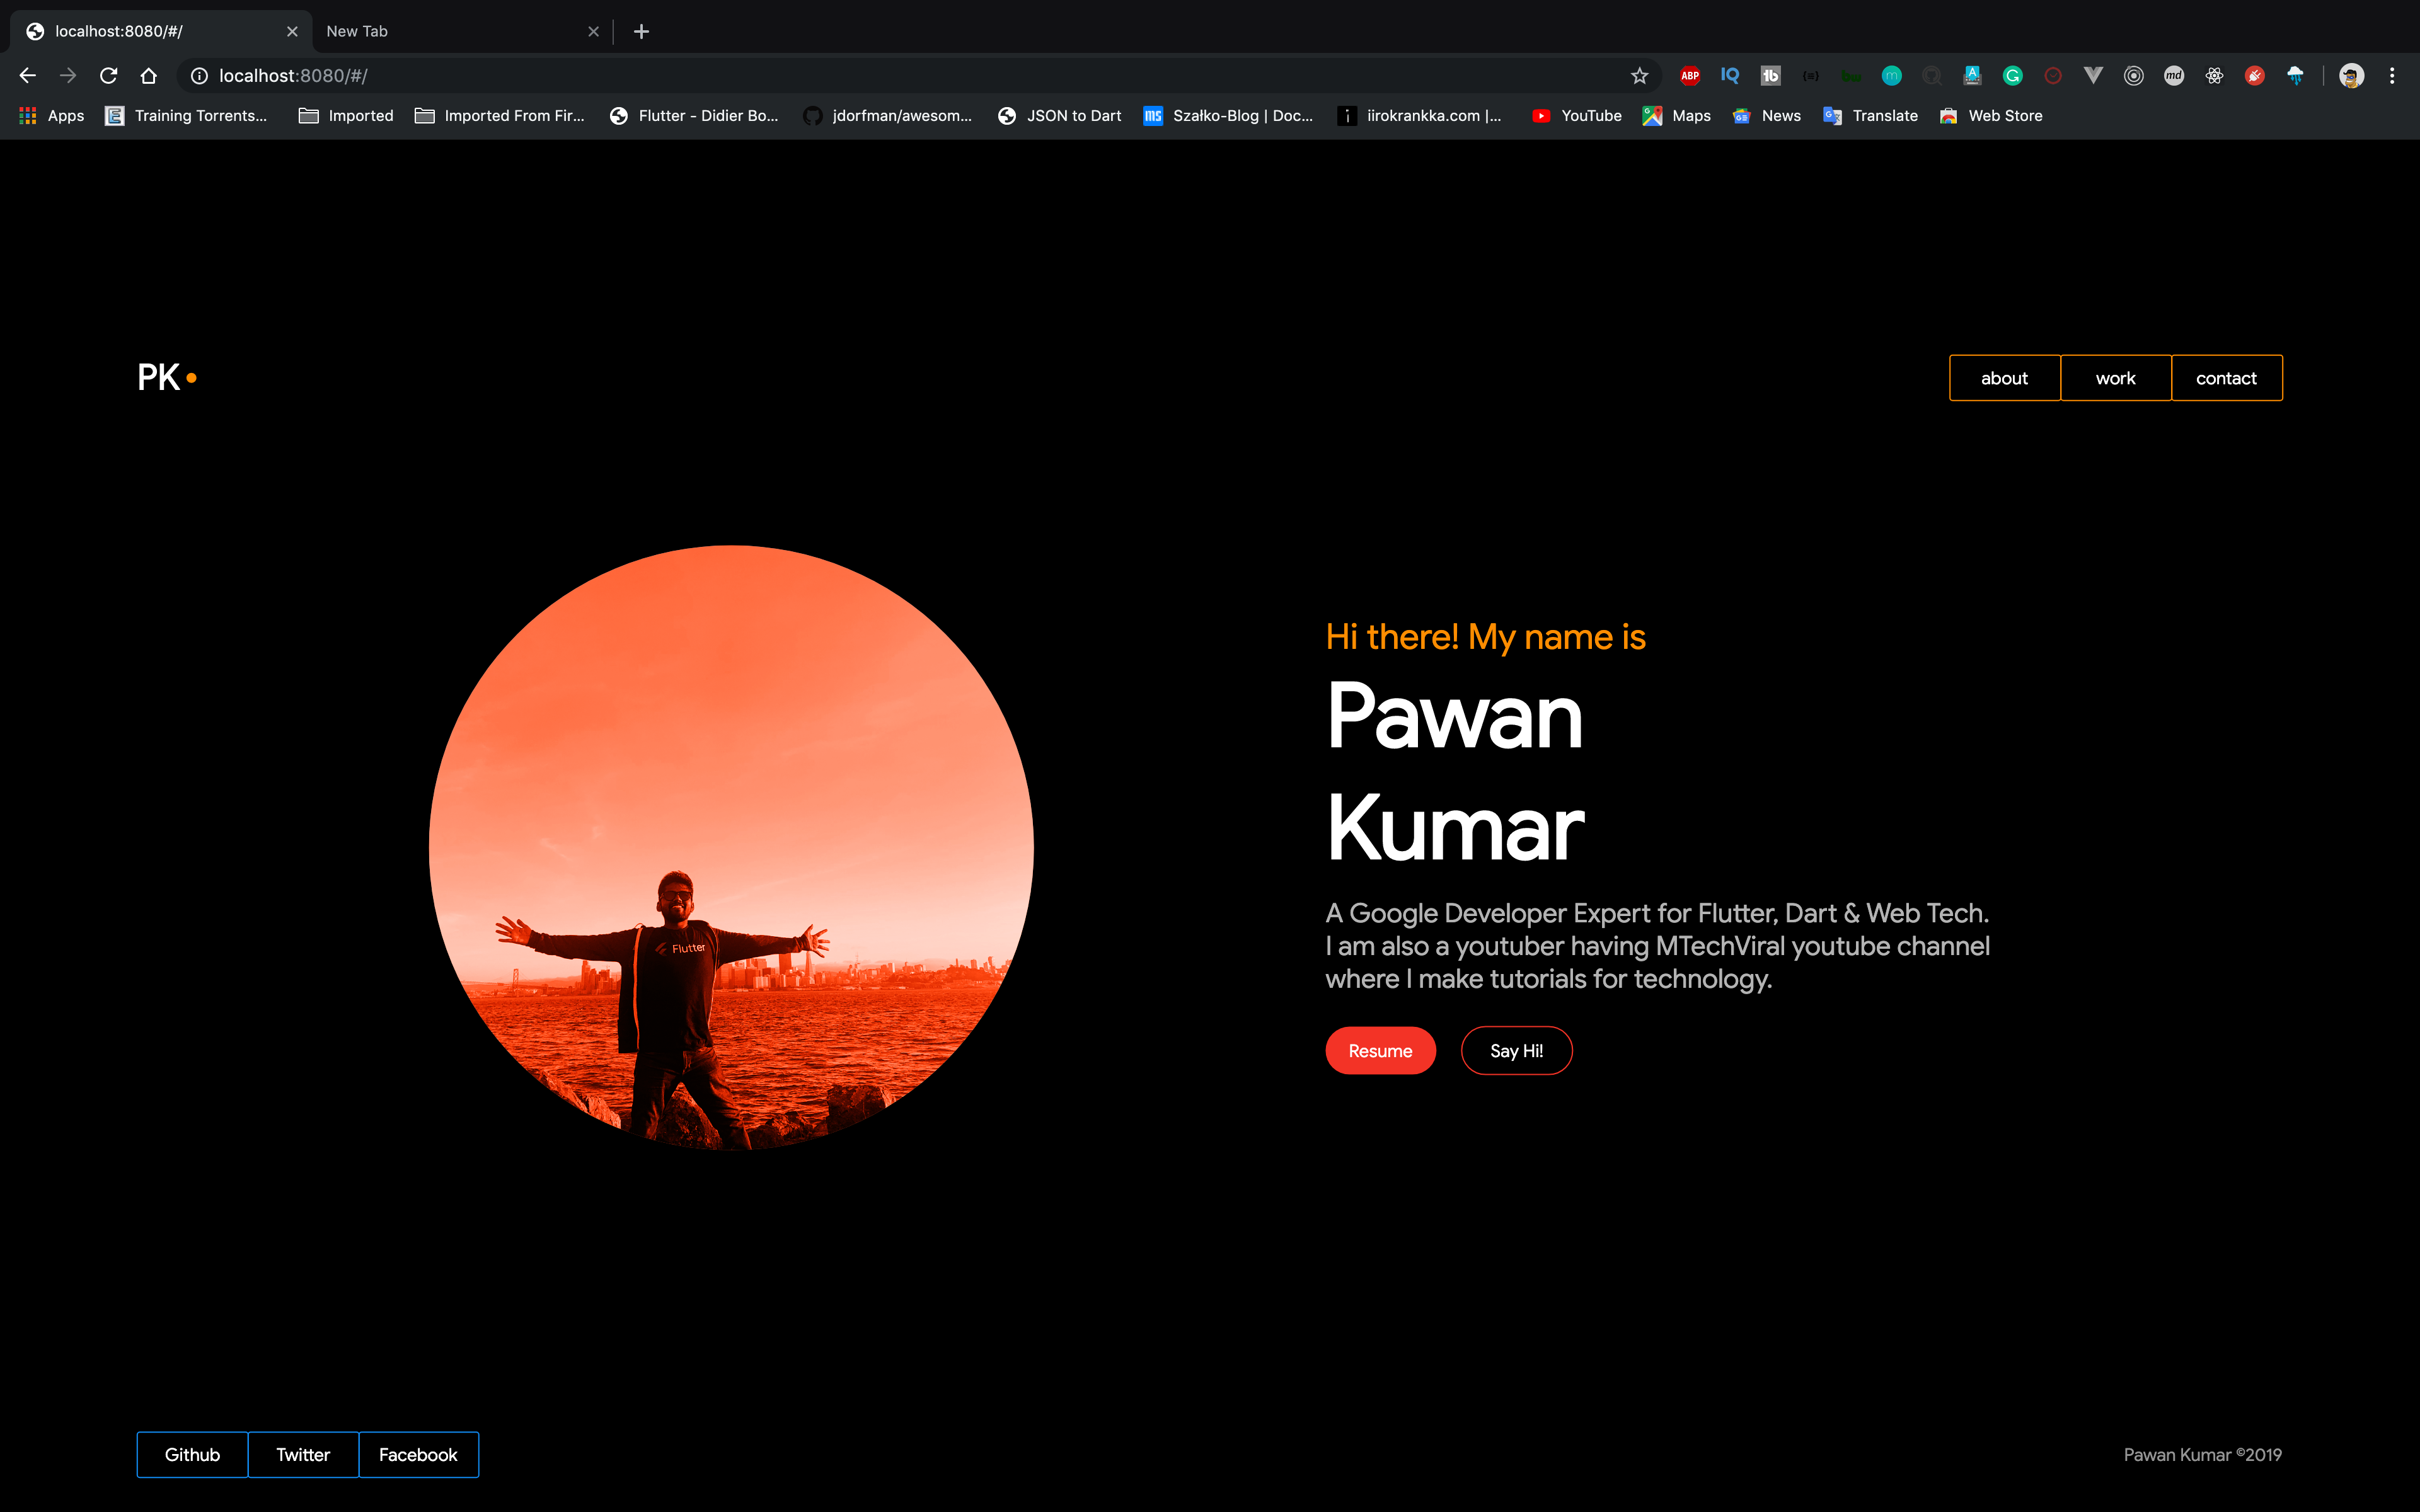 localhost:8080/#/
New Tab
localhost:8080/#/
ABP
IQ
tb
m
A
G
md
Apps
E
Training Torrents...
Imported
Imported From Fir...
Flutter - Didier Bo...
jdorfman/awesom...
JSON to Dart
ms
Szałko-Blog | Doc...
i
iirokrankka.com |...
YouTube
Maps
News
Translate
Web Store
PK
about
work
contact
Hi there! My name is
Pawan
Kumar
Flutter
A Google Developer Expert for Flutter, Dart & Web Tech.
I am also a youtuber having MTechViral youtube channel
where I make tutorials for technology.
Resume
Say Hi!
Github
Twitter
Facebook
Pawan Kumar ©2019